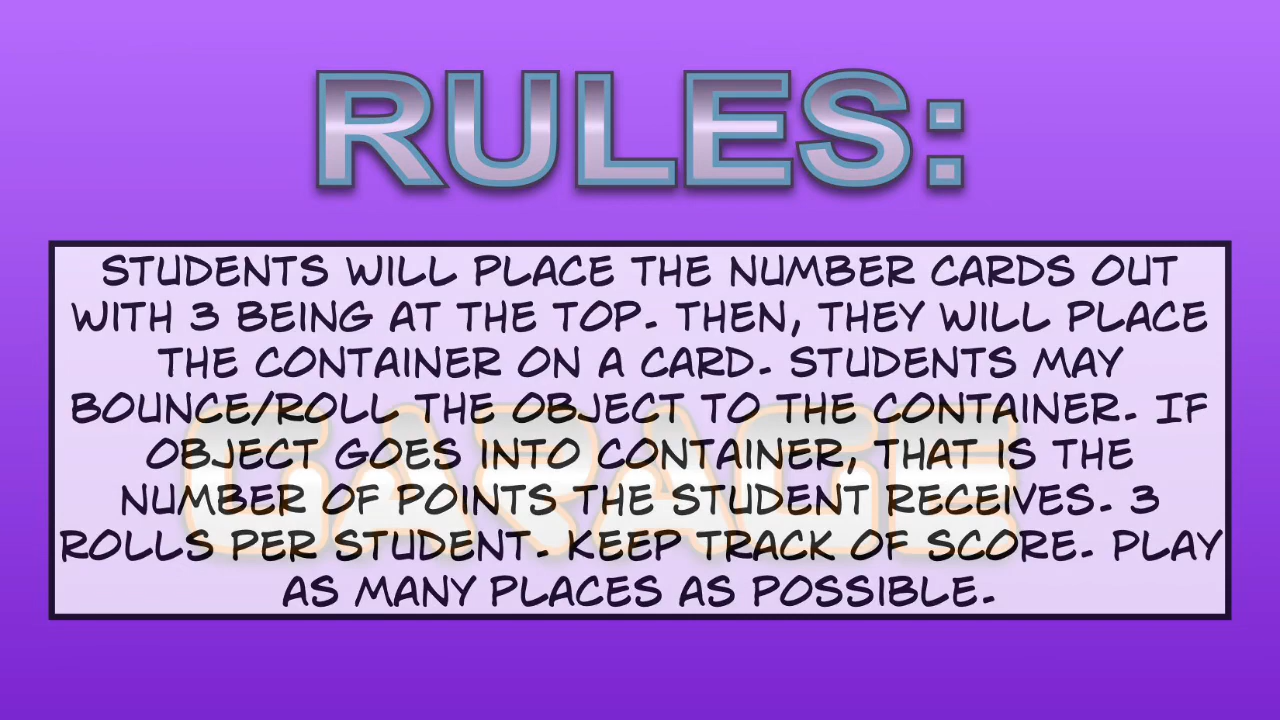 RULES:
STUDENTS WILL PLACE THE NUMBER CARDS OUT
WITH 3 BEING AT THE TOP. THEN, THEY WILL PLACE
THE CONTAINER ON A CARD. STUDENTS MAY
BOUNCE/ROLL THE OBJECT TO THE CONTAINER. IF
OBJECT GOES INTO CONTAINER, THAT IS THE
NUMBER OF POINTS THE STUDENT RECEIVES. 3
ROLLS PER STUDENT. KEEP TRACK OF SCORE. PLAY
AS MANY PLACES AS POSSIBLE.
GARAGE